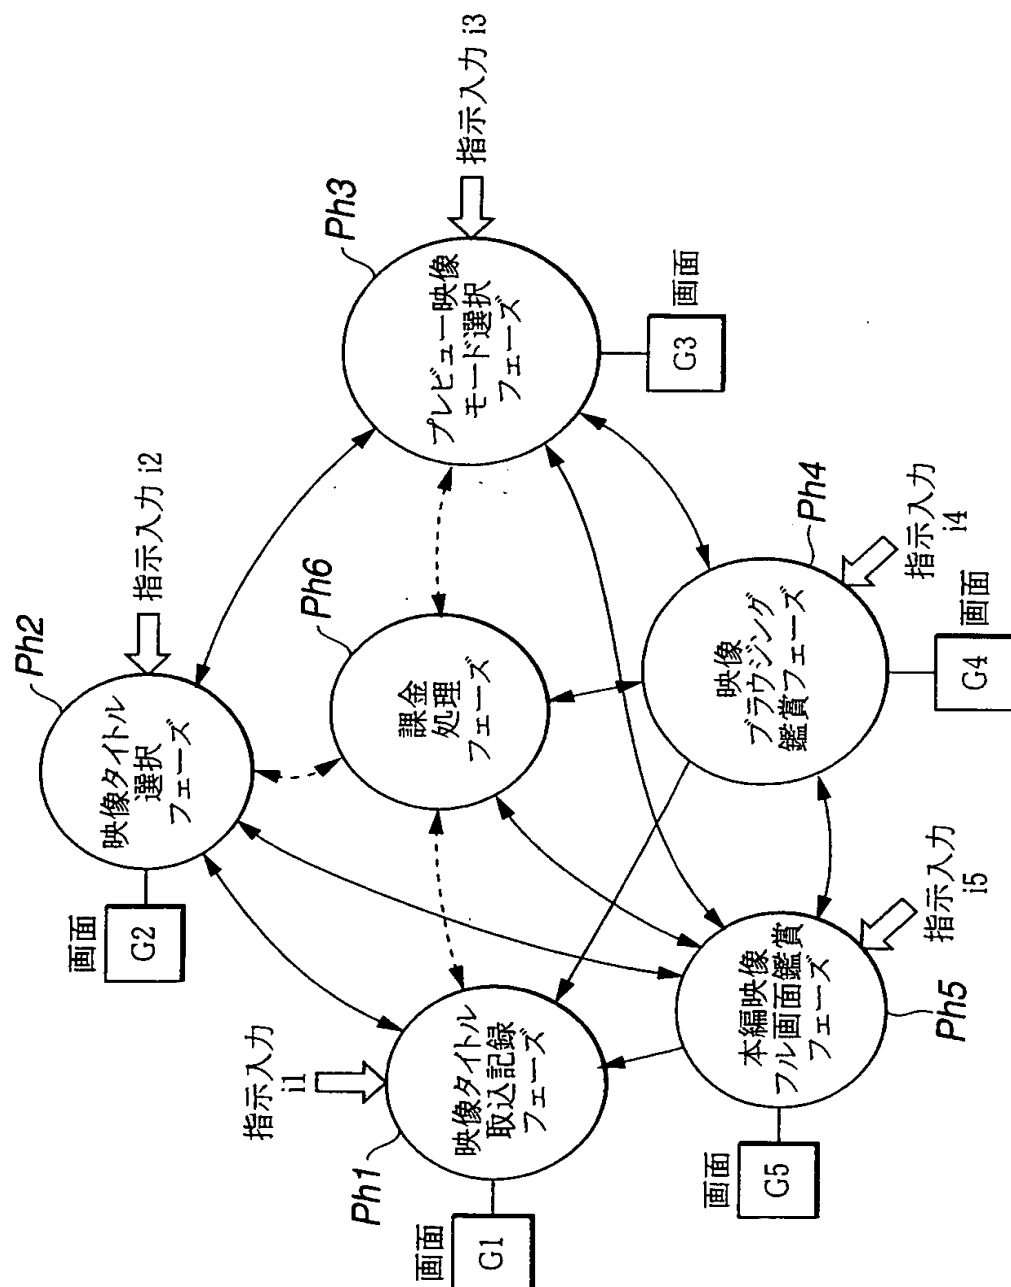 Ph1
指示入力
i1
映像タイトル
取込記録
フェーズ
画面
G1
Ph2
指示入力 i2
映像タイトル
選択
フェーズ
画面
G2
Ph3
指示入力 i3
プレビュー映像
モード選択
フェーズ
画面
G3
Ph6
課金
処理
フェーズ
Ph4
指示入力
i4
映像
ブラウジング
鑑賞フェーズ
画面
G4
Ph5
指示入力
i5
本編映像
フル画面鑑賞
フェーズ
画面
G5